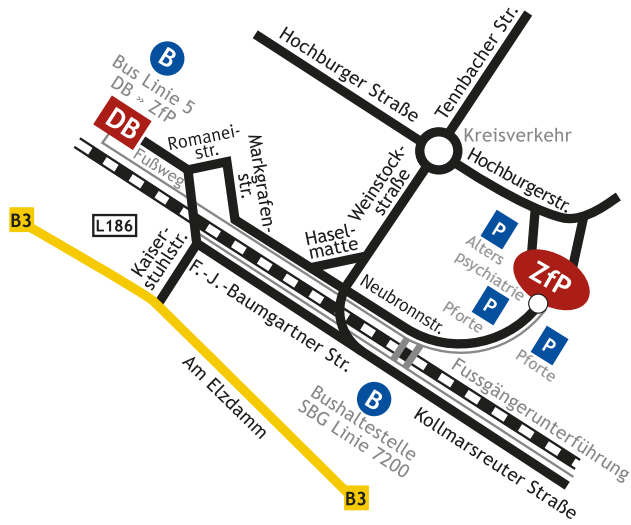 Tennbacher Str.
Hochburger Straße
B
Bus Linie 5
DB » ZfP
DB
Romanei-
str.
Markgrafen-
str.
Fußweg
Kreisverkehr
Hochburgerstr.
Weinstock-
straße
Hasel-
matte
P
Alters
psychiatrie
ZfP
B3
L186
Kaiser-
stuhlstr.
F.-J.-Baumgartner Str.
Neubronnstr.
Pforte
P
P
Pforte
Am Elzdamm
B
Bushaltestelle
SBG Linie 7200
Fussgängerunterführung
Kollmarsreuter Straße
B3